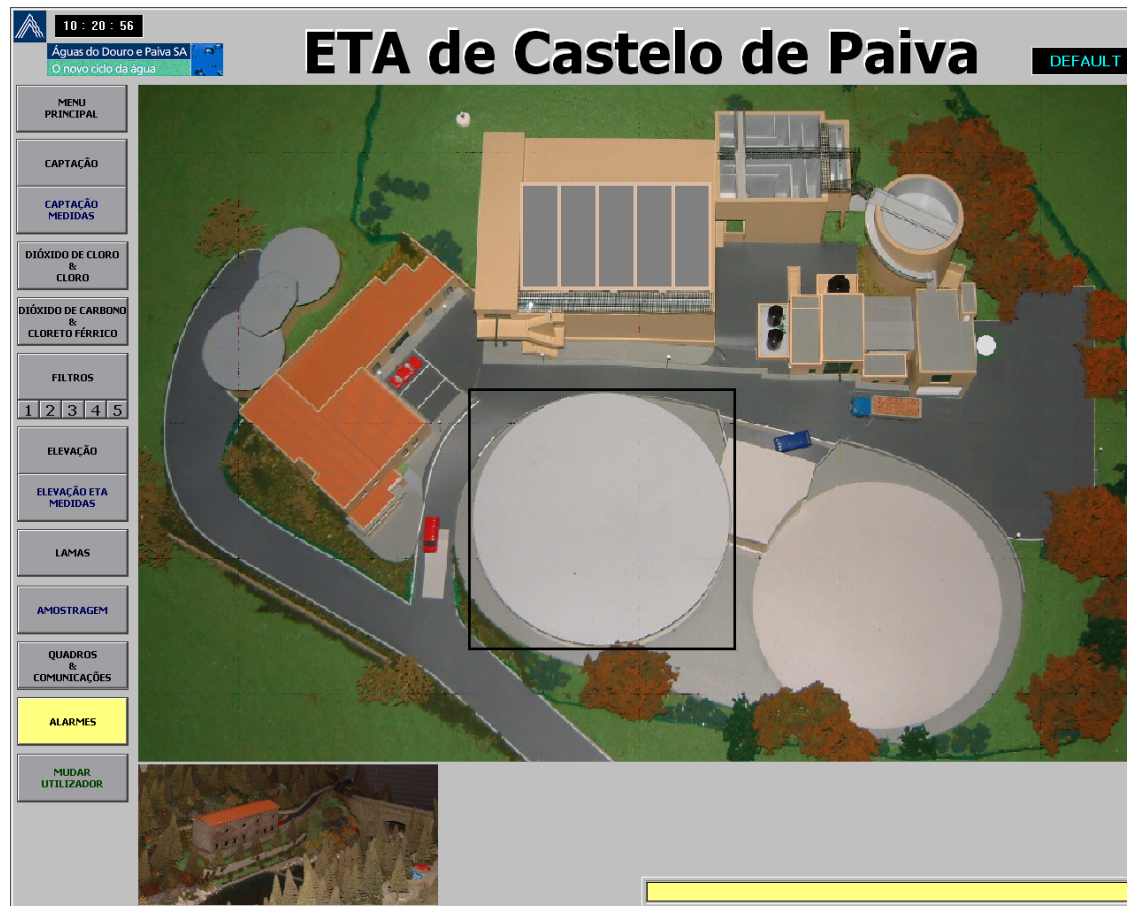 10 : 20 : 56
Águas do Douro e Paiva SA
O novo ciclo da água
ETA de Castelo de Paiva
DEFAULT
MENU
PRINCIPAL
CAPTAÇÃO
CAPTAÇÃO
MEDIDAS
DIÓXIDO DE CLORO
&
CLORO
DIÓXIDO DE CARBONO
&
CLORETO FÉRRICO
FILTROS
1 2 3 4 5
ELEVAÇÃO
ELEVAÇÃO ETA
MEDIDAS
LAMAS
AMOSTRAGEM
QUADROS
&
COMUNICAÇÕES
ALARMES
MUDAR
UTILIZADOR